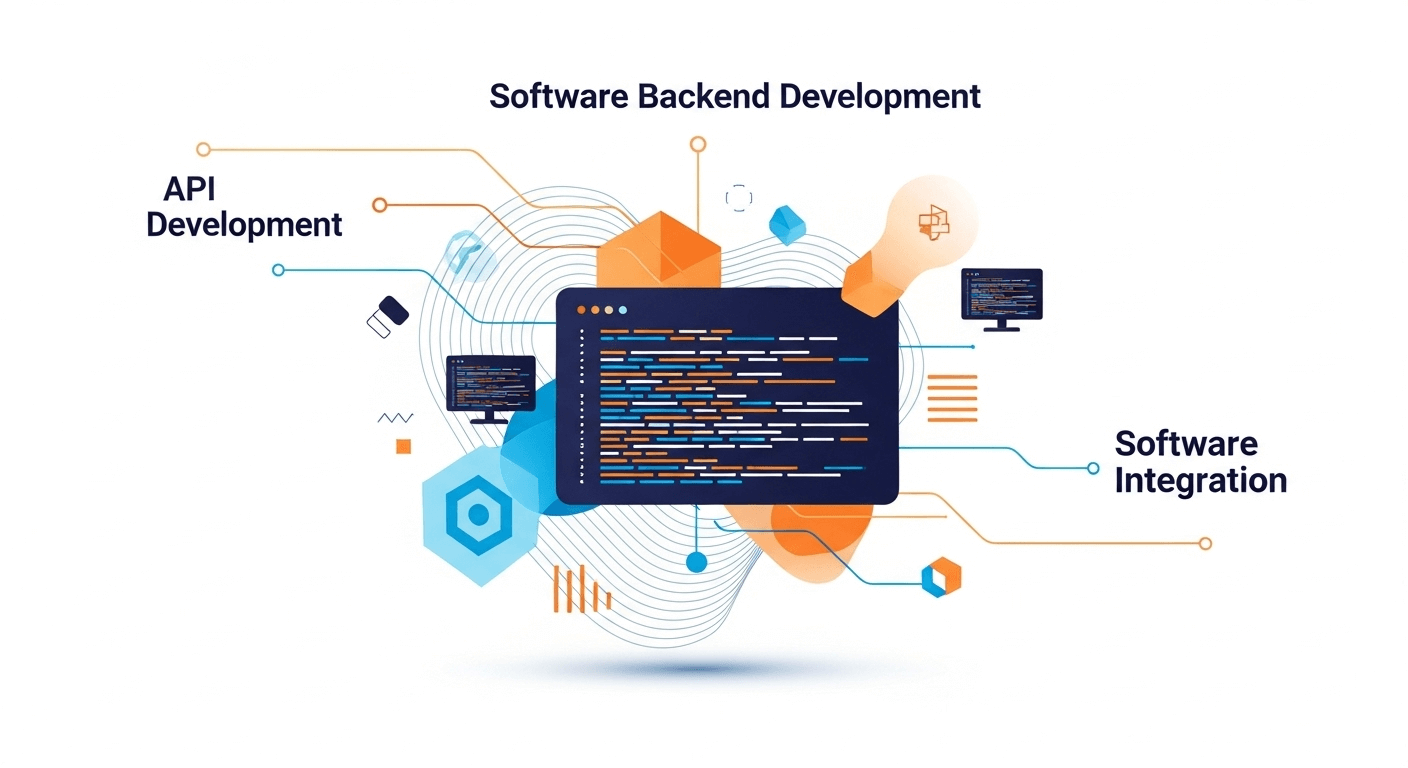 Software Backend Development
API
Development
Software
Integration